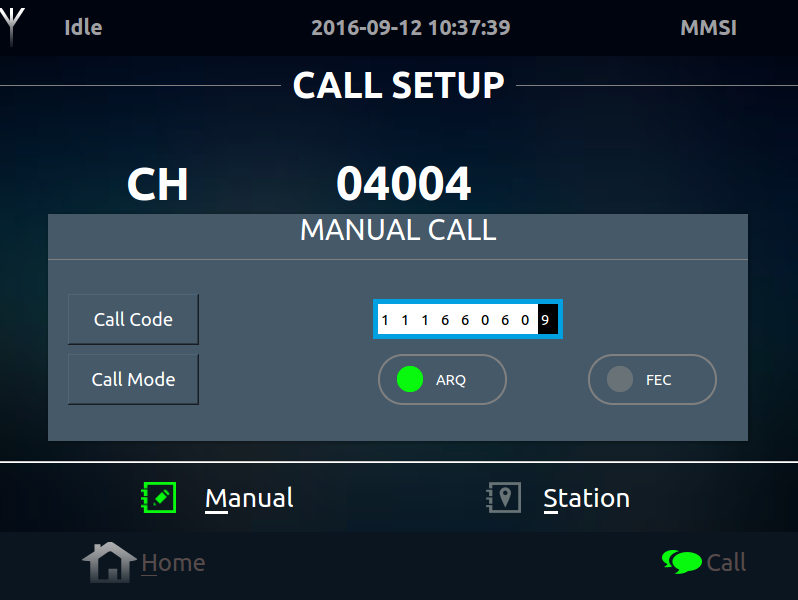 Idle 2016-09-12 10:37:39 MMSI
CALL SETUP
CH 04004
MANUAL CALL
Call Code 1 1 1 6 6 0 6 0 9
Call Mode ARQ FEC
Manual Station
Home Call